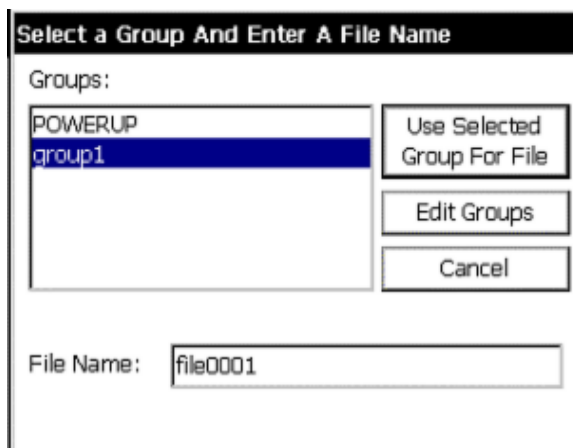 Select a Group And Enter A File Name
Groups:
POWERUP
group1
Use Selected
Group For File
Edit Groups
Cancel
File Name:
file0001